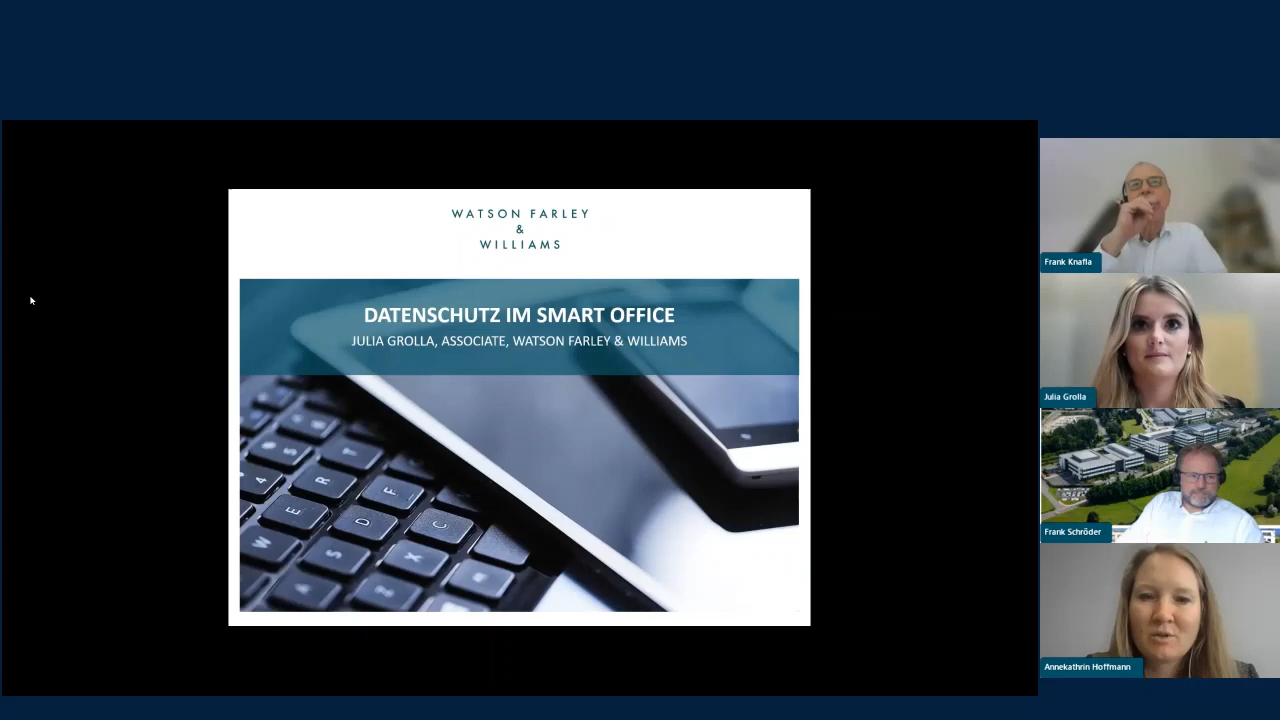 WATSON FARLEY
&
WILLIAMS
DATENSCHUTZ IM SMART OFFICE
JULIA GROLLA, ASSOCIATE, WATSON FARLEY & WILLIAMS
Frank Knafla
Julia Grolla
Frank Schröder
Annekathrin Hoffmann